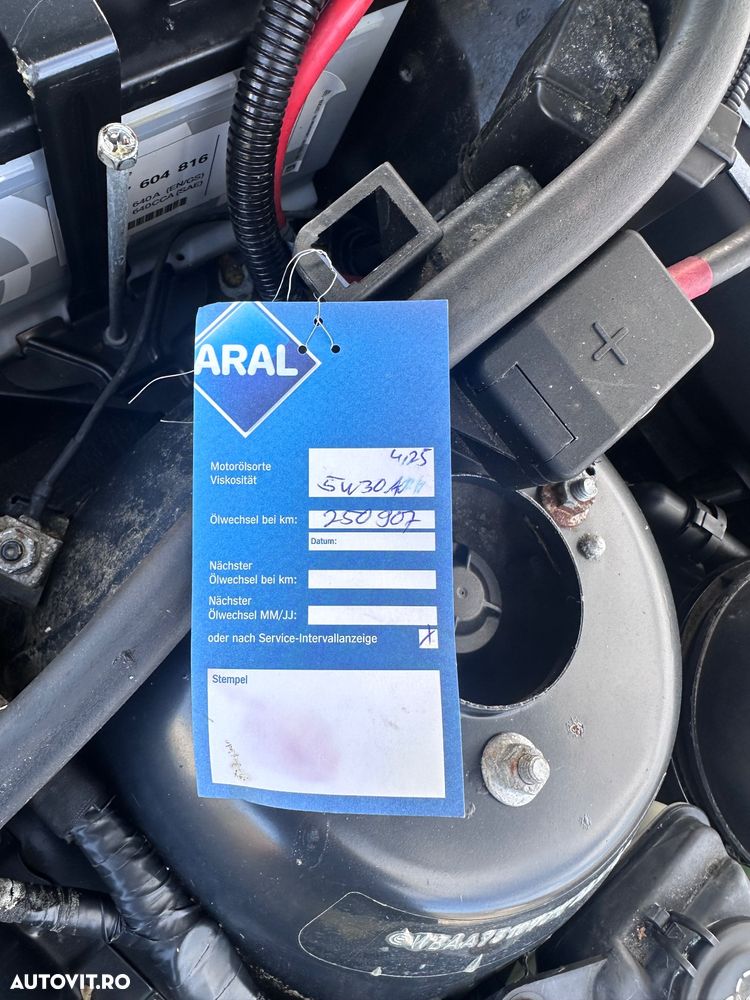 604 816
640A (EN/GS)
640CCA (SAE)
+
ARAL
4.25
Motorölsorte
Viskosität
5W30
Ölwechsel bei km: 250907
Datum:
Nächster
Ölwechsel bei km:
Nächster
Ölwechsel MM/JJ:
oder nach Service-Intervallanzeige X
Stempel
AUTOVIT.RO